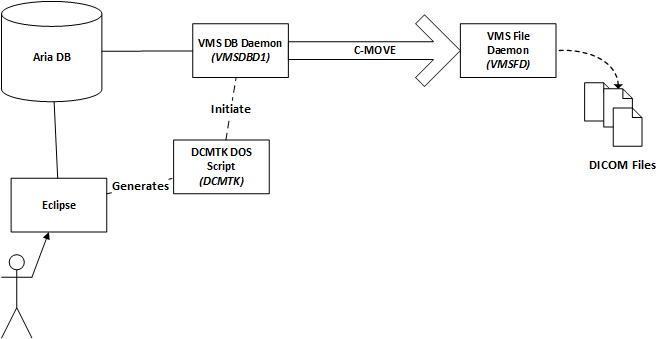 Aria DB
VMS DB Daemon
(VMSDBD1)
C-MOVE
VMS File
Daemon
(VMSFD)
Initiate
DCMTK DOS
Script
(DCMTK)
DICOM Files
Generates
Eclipse